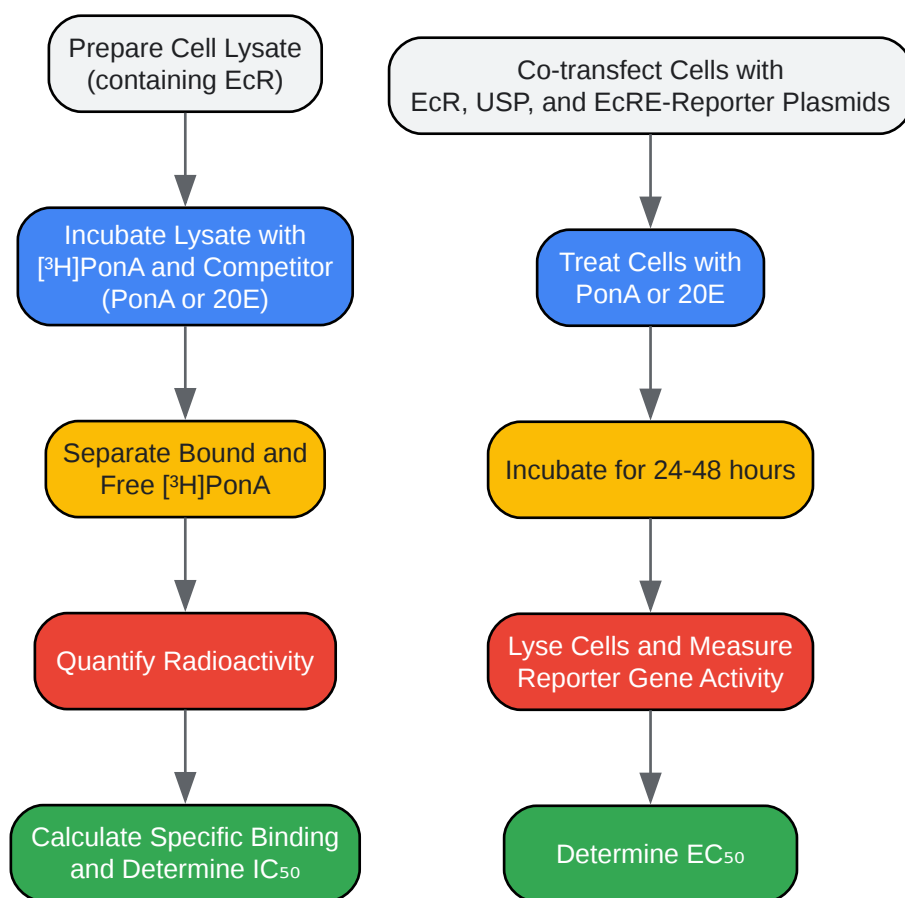 Prepare Cell Lysate
(containing EcR)
Incubate Lysate with
[³H]PonA and Competitor
(PonA or 20E)
Separate Bound and
Free [³H]PonA
Quantify Radioactivity
Calculate Specific Binding
and Determine IC₅₀
Co-transfect Cells with
EcR, USP, and EcRE-Reporter Plasmids
Treat Cells with
PonA or 20E
Incubate for 24-48 hours
Lyse Cells and Measure
Reporter Gene Activity
Determine EC₅₀